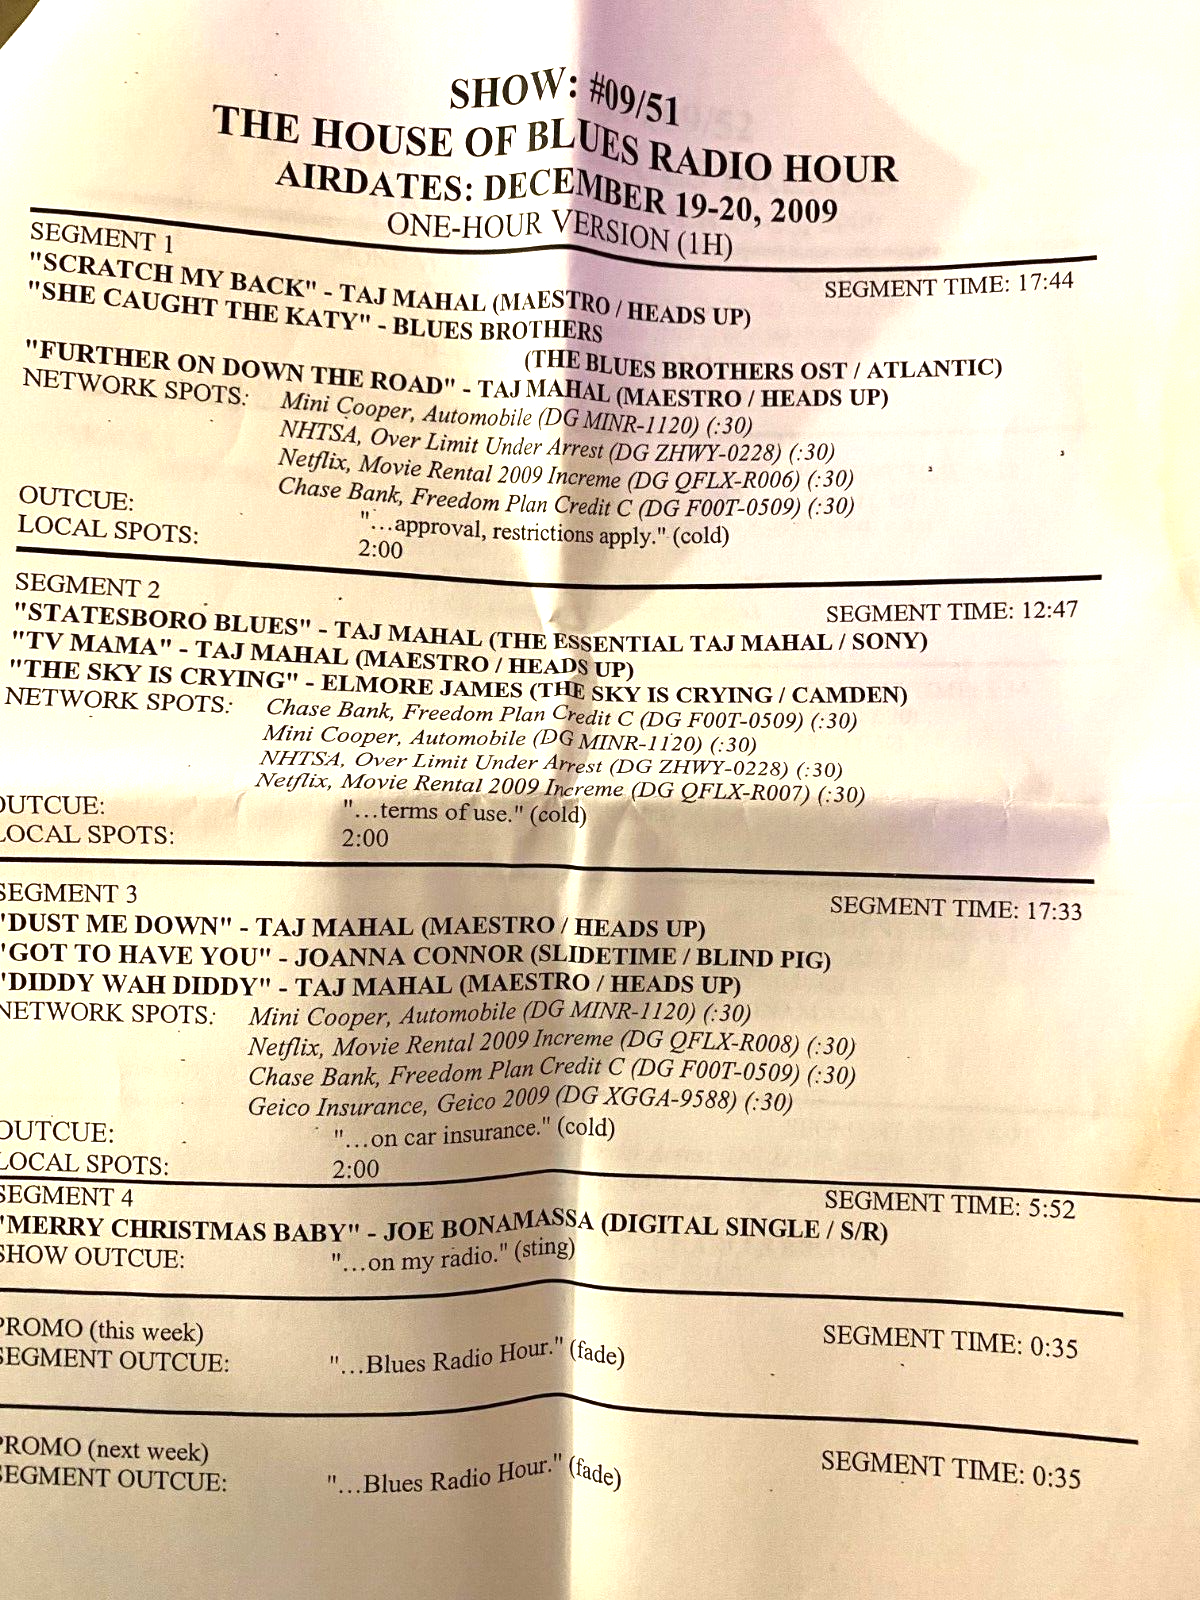 SHOW: #09/51
THE HOUSE OF BLUES RADIO HOUR
AIRDATES: DECEMBER 19-20, 2009
ONE-HOUR VERSION (1H)
SEGMENT 1 SEGMENT TIME: 17:44
"SCRATCH MY BACK" - TAJ MAHAL (MAESTRO / HEADS UP)
"SHE CAUGHT THE KATY" - BLUES BROTHERS
(THE BLUES BROTHERS OST / ATLANTIC)
"FURTHER ON DOWN THE ROAD" - TAJ MAHAL (MAESTRO / HEADS UP)
NETWORK SPOTS: Mini Cooper, Automobile (DG MINR-1120) (:30)
NHTSA, Over Limit Under Arrest (DG ZHWY-0228) (:30)
Netflix, Movie Rental 2009 Increme (DG QFLX-R006) (:30)
Chase Bank, Freedom Plan Credit C (DG F00T-0509) (:30)
OUTCUE: "...approval, restrictions apply." (cold)
LOCAL SPOTS: 2:00
SEGMENT 2 SEGMENT TIME: 12:47
"STATESBORO BLUES" - TAJ MAHAL (THE ESSENTIAL TAJ MAHAL / SONY)
"TV MAMA" - TAJ MAHAL (MAESTRO / HEADS UP)
"THE SKY IS CRYING" - ELMORE JAMES (THE SKY IS CRYING / CAMDEN)
NETWORK SPOTS: Chase Bank, Freedom Plan Credit C (DG F00T-0509) (:30)
Mini Cooper, Automobile (DG MINR-1120) (:30)
NHTSA, Over Limit Under Arrest (DG ZHWY-0228) (:30)
Netflix, Movie Rental 2009 Increme (DG QFLX-R007) (:30)
OUTCUE: "...terms of use." (cold)
LOCAL SPOTS: 2:00
SEGMENT 3 SEGMENT TIME: 17:33
"DUST ME DOWN" - TAJ MAHAL (MAESTRO / HEADS UP)
"GOT TO HAVE YOU" - JOANNA CONNOR (SLIDETIME / BLIND PIG)
"DIDDY WAH DIDDY" - TAJ MAHAL (MAESTRO / HEADS UP)
NETWORK SPOTS: Mini Cooper, Automobile (DG MINR-1120) (:30)
Netflix, Movie Rental 2009 Increme (DG QFLX-R008) (:30)
Chase Bank, Freedom Plan Credit C (DG F00T-0509) (:30)
Geico Insurance, Geico 2009 (DG XGGA-9588) (:30)
OUTCUE: "...on car insurance." (cold)
LOCAL SPOTS: 2:00
SEGMENT 4 SEGMENT TIME: 5:52
"MERRY CHRISTMAS BABY" - JOE BONAMASSA (DIGITAL SINGLE / S/R)
SHOW OUTCUE: "...on my radio." (sting)
PROMO (this week) SEGMENT TIME: 0:35
SEGMENT OUTCUE: "...Blues Radio Hour." (fade)
PROMO (next week) SEGMENT TIME: 0:35
SEGMENT OUTCUE: "...Blues Radio Hour." (fade)